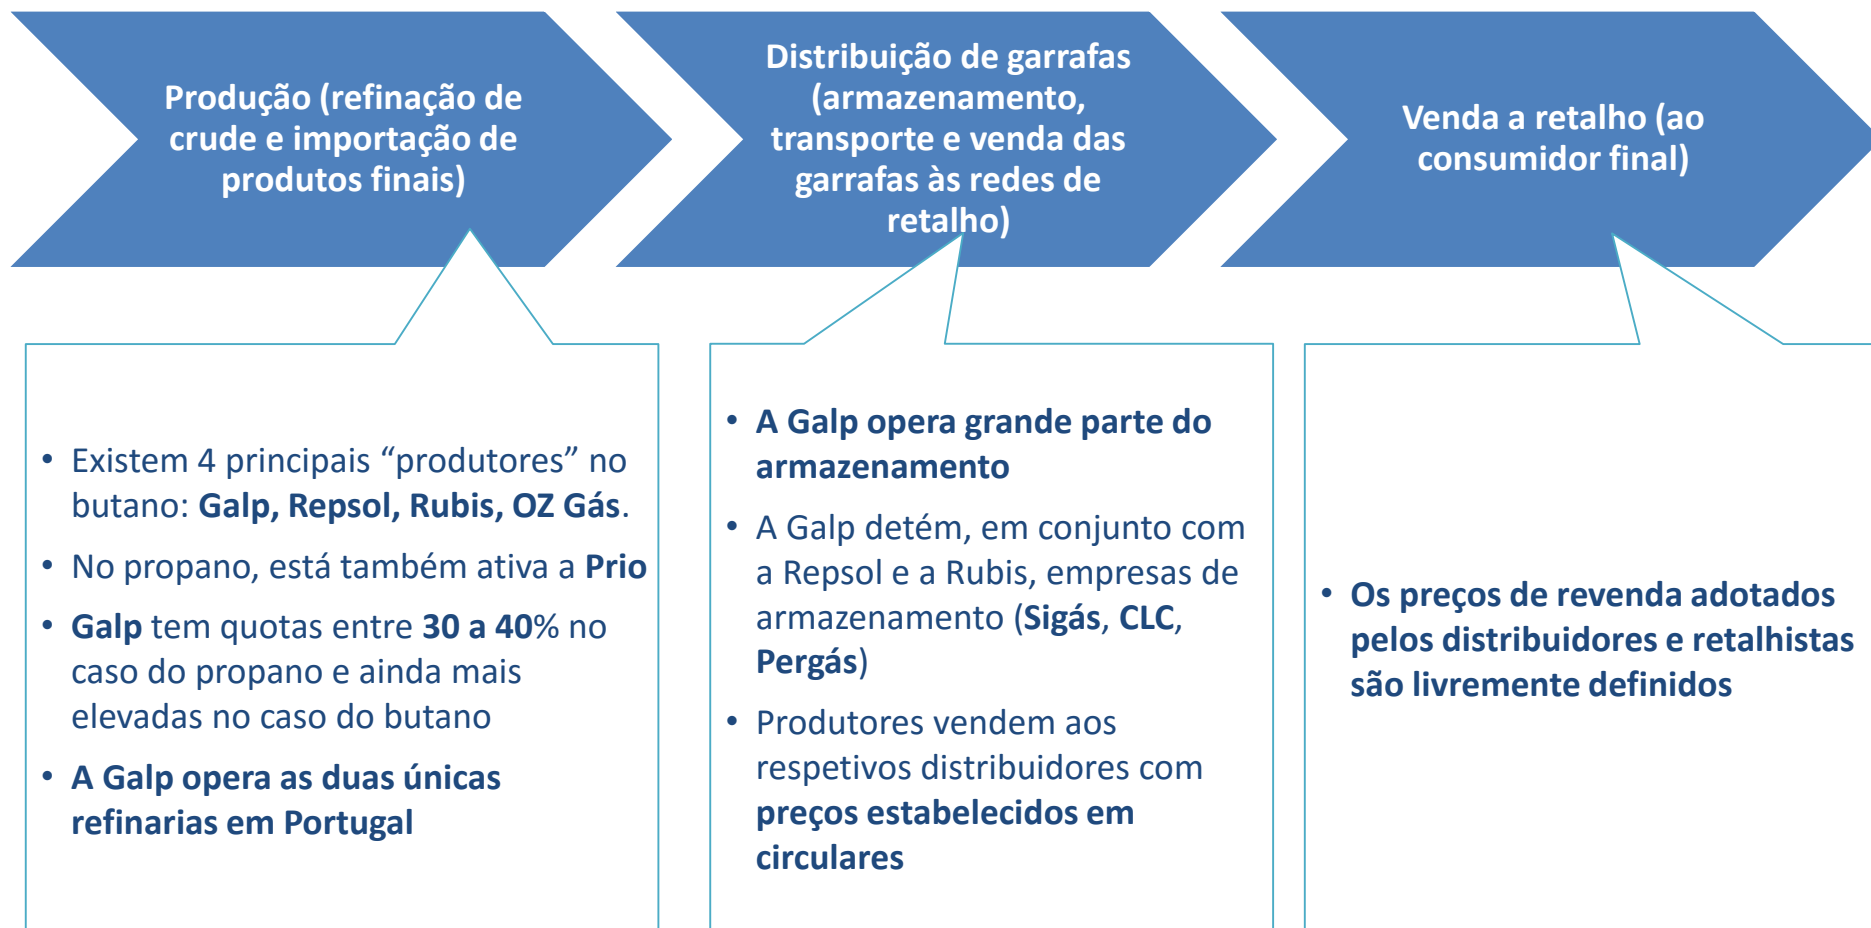 Produção (refinação de
crude e importação de
produtos finais)
Distribuição de garrafas
(armazenamento,
transporte e venda das
garrafas às redes de
retalho)
Venda a retalho (ao
consumidor final)
• Existem 4 principais “produtores” no
butano: Galp, Repsol, Rubis, OZ Gás.
• No propano, está também ativa a Prio
• Galp tem quotas entre 30 a 40% no
caso do propano e ainda mais
elevadas no caso do butano
• A Galp opera as duas únicas
refinarias em Portugal
• A Galp opera grande parte do
armazenamento
• A Galp detém, em conjunto com
a Repsol e a Rubis, empresas de
armazenamento (Sigás, CLC,
Pergás)
• Produtores vendem aos
respetivos distribuidores com
preços estabelecidos em
circulares
• Os preços de revenda adotados
pelos distribuidores e retalhistas
são livremente definidos